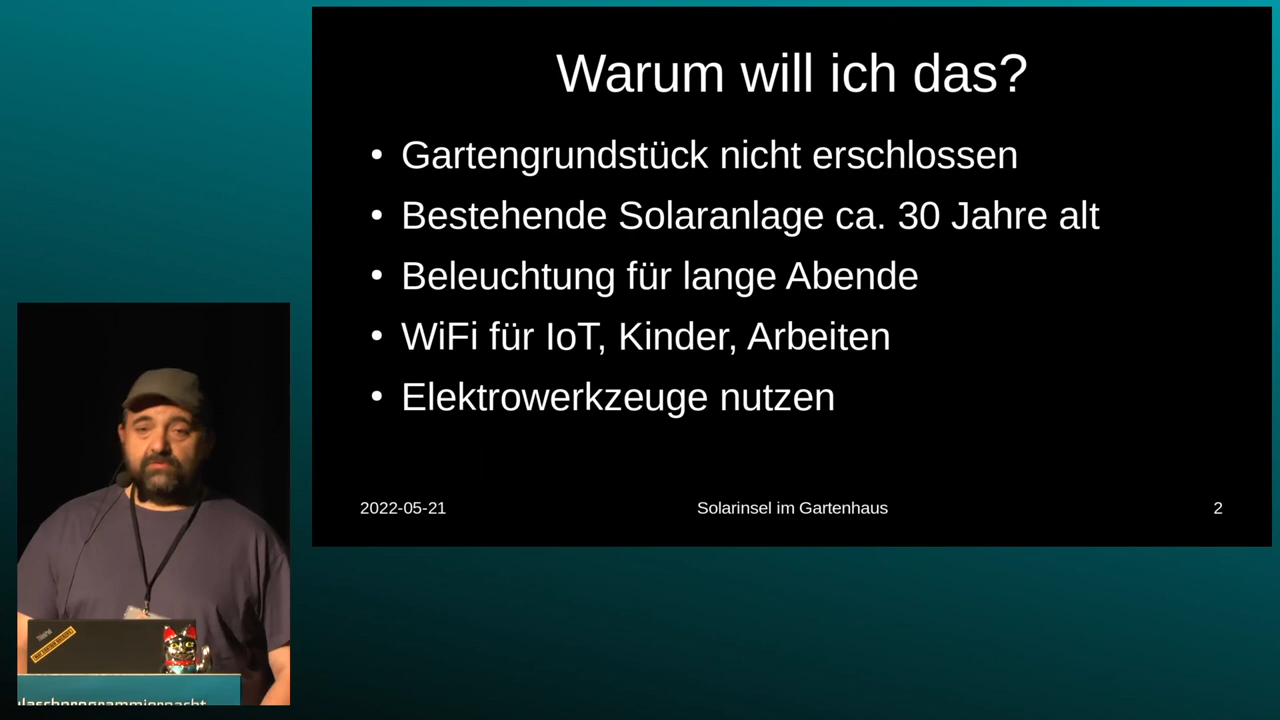 Warum will ich das?
• Gartengrundstück nicht erschlossen
• Bestehende Solaranlage ca. 30 Jahre alt
• Beleuchtung für lange Abende
• WiFi für IoT, Kinder, Arbeiten
• Elektrowerkzeuge nutzen
2022-05-21 Solarinsel im Gartenhaus 2
ThinkPad